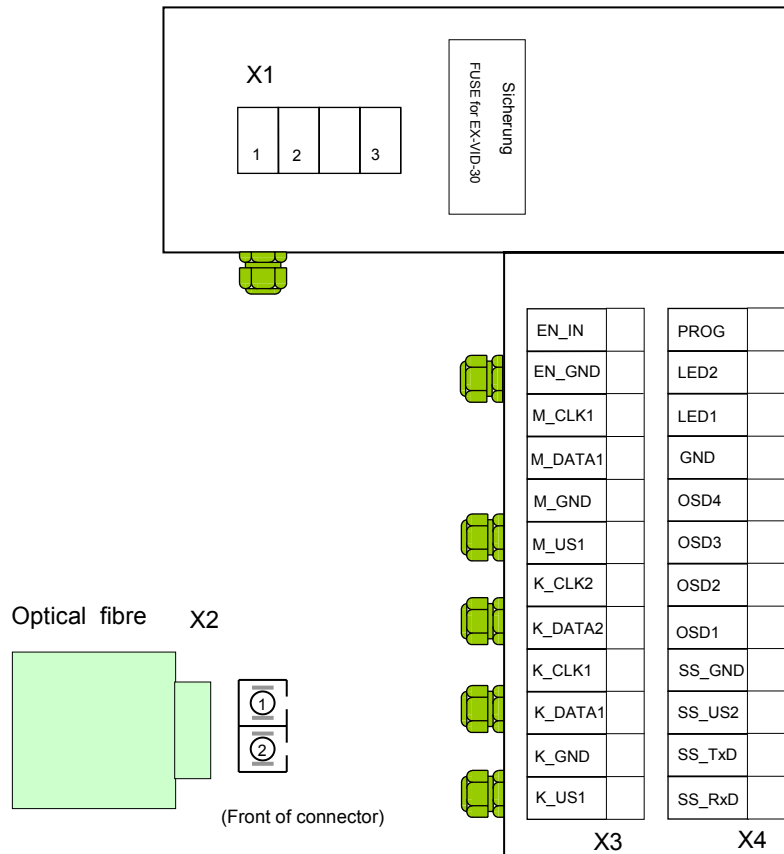 X1
1 2 3
Sicherung
FUSE for EX-VID-30
EN_IN
EN_GND
M_CLK1
M_DATA1
M_GND
M_US1
K_CLK2
K_DATA2
K_CLK1
K_DATA1
K_GND
K_US1
X3
PROG
LED2
LED1
GND
OSD4
OSD3
OSD2
OSD1
SS_GND
SS_US2
SS_TxD
SS_RxD
X4
Optical fibre X2
1
2
(Front of connector)